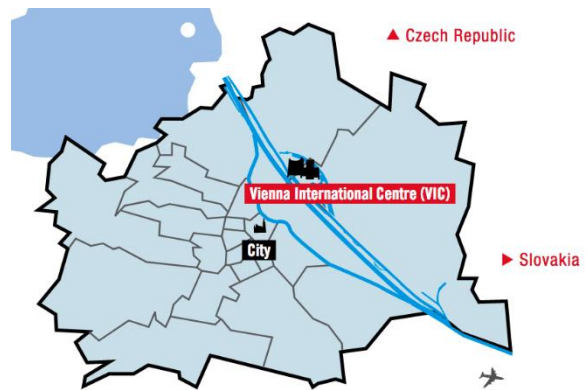 Czech Republic
Vienna International Centre (VIC)
City
Slovakia